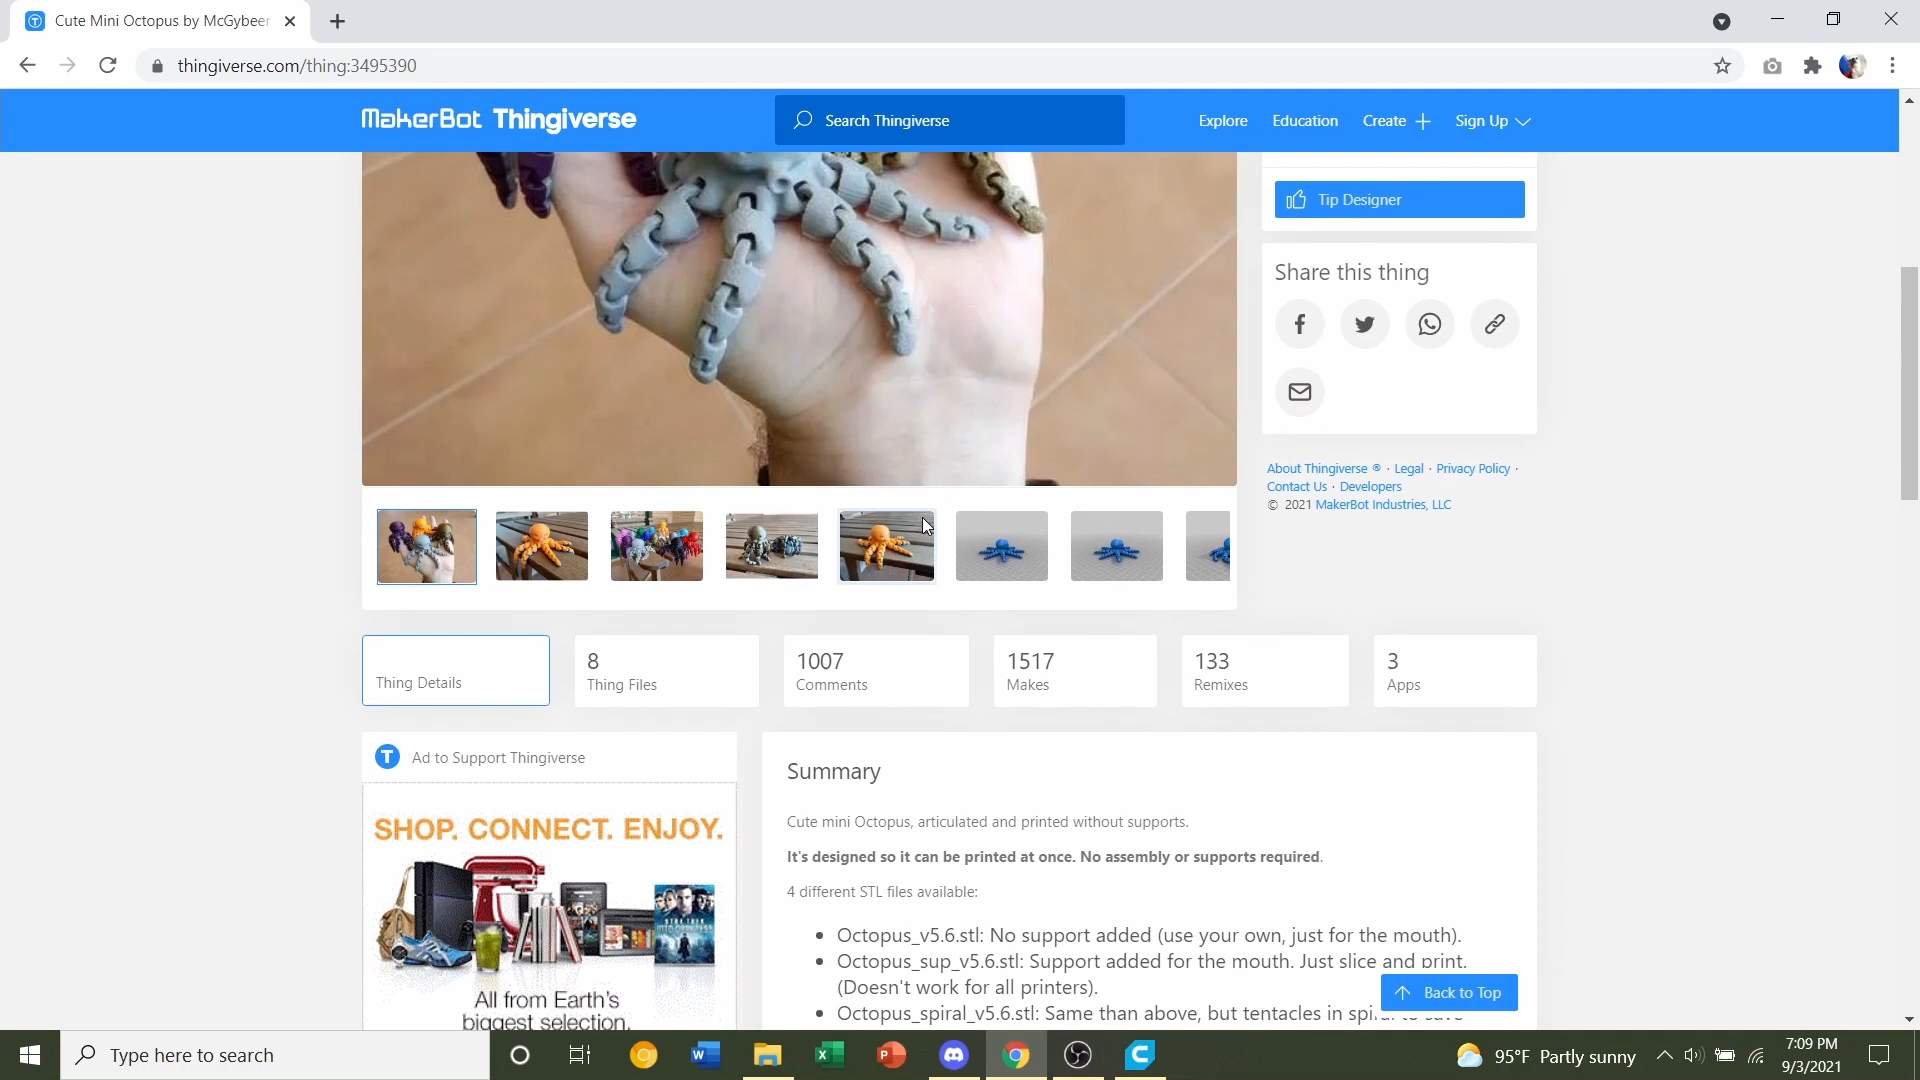 Cute Mini Octopus by McGybeer
thingiverse.com/thing:3495390
MakerBot Thingiverse
Search Thingiverse
Explore
Education
Create
Sign Up
Tip Designer
Share this thing
About Thingiverse ® · Legal · Privacy Policy ·
Contact Us · Developers
© 2021 MakerBot Industries, LLC
Thing Details
8
Thing Files
1007
Comments
1517
Makes
133
Remixes
3
Apps
Ad to Support Thingiverse
SHOP. CONNECT. ENJOY.
All from Earth's
biggest selection.
Summary
Cute mini Octopus, articulated and printed without supports.
It's designed so it can be printed at once. No assembly or supports required.
4 different STL files available:
Octopus_v5.6.stl: No support added (use your own, just for the mouth).
Octopus_sup_v5.6.stl: Support added for the mouth. Just slice and print.
(Doesn't work for all printers).
Octopus_spiral_v5.6.stl: Same than above, but tentacles in
Back to Top
Type here to search
95°F Partly sunny
7:09 PM
9/3/2021